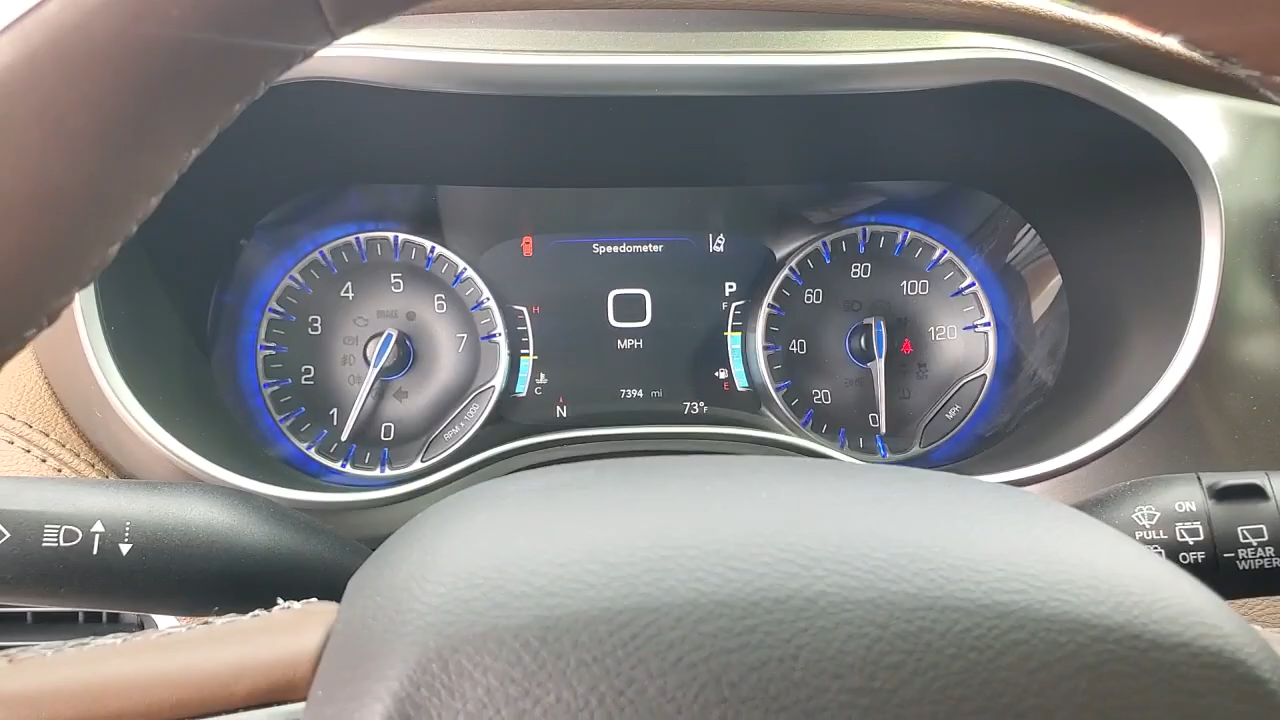 Speedometer
0
MPH
7394 mi
N
73°F
P
F
E
H
C
0
1
2
3
4
5
6
7
RPM x 1000
BRAKE
0
20
40
60
80
100
120
MPH
PULL
ON
OFF
REAR
WIPER